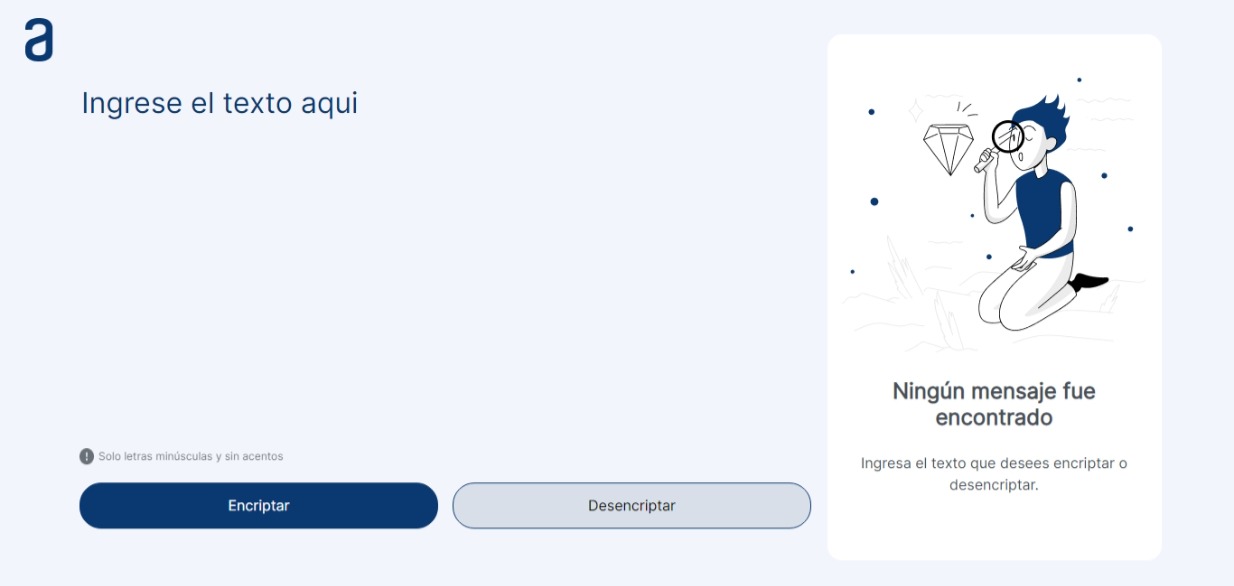 a
Ingrese el texto aqui
Solo letras minúsculas y sin acentos
Encriptar
Desencriptar
Ningún mensaje fue
encontrado
Ingresa el texto que desees encriptar o
desencriptar.